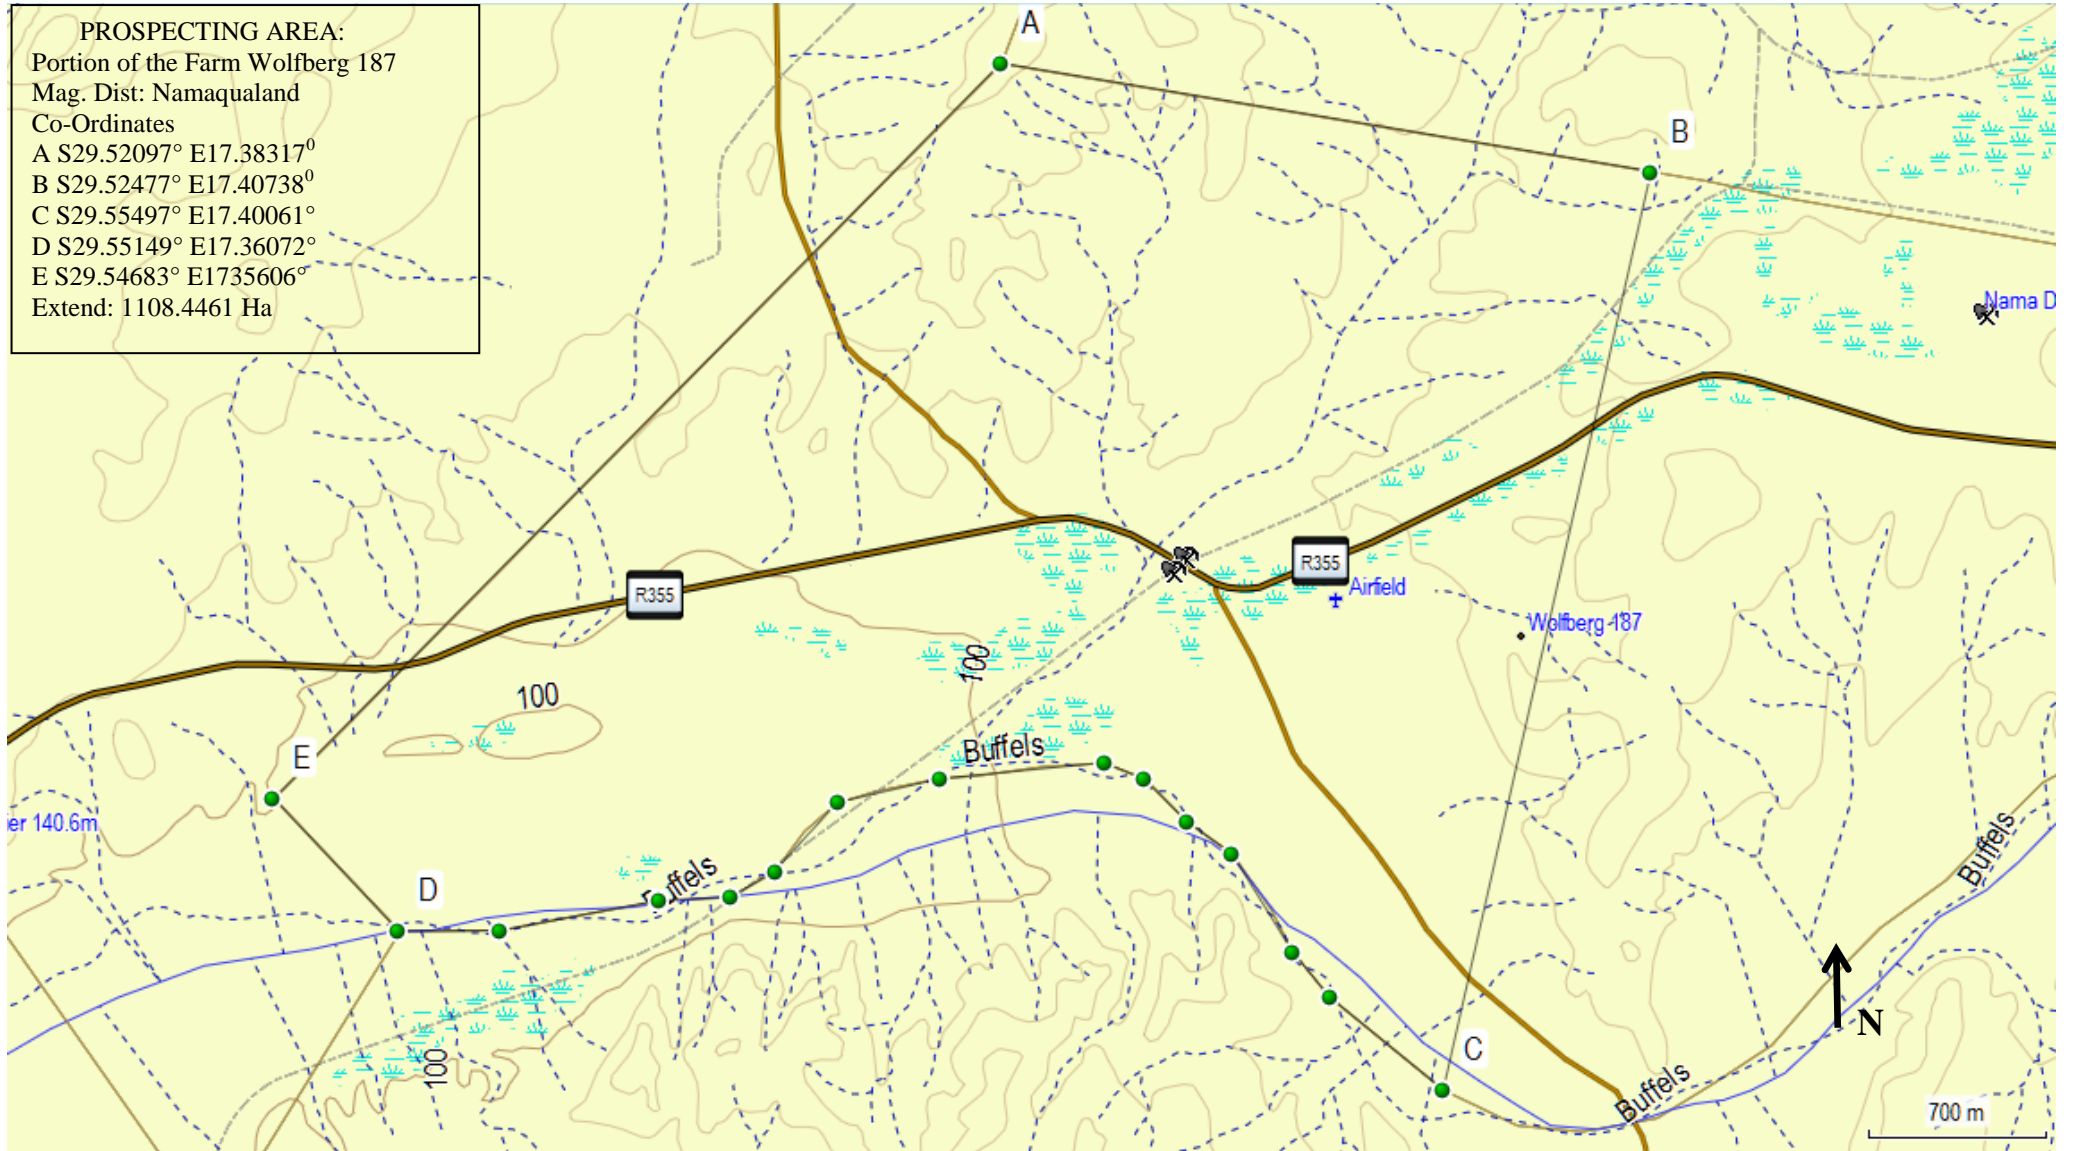 PROSPECTING AREA:
Portion of the Farm Wolfberg 187
Mag. Dist: Namaqualand
Co-Ordinates
A S29.52097° E17.38317⁰
B S29.52477° E17.40738⁰
C S29.55497° E17.40061°
D S29.55149° E17.36072°
E S29.54683° E1735606°
Extend: 1108.4461 Ha
A
B
Nama D
R355
Airfield
R355
Wolfberg 187
100
100
Buffels
E
er 140.6m
Buffels
D
Buffels
N
C
100
Buffels
700 m